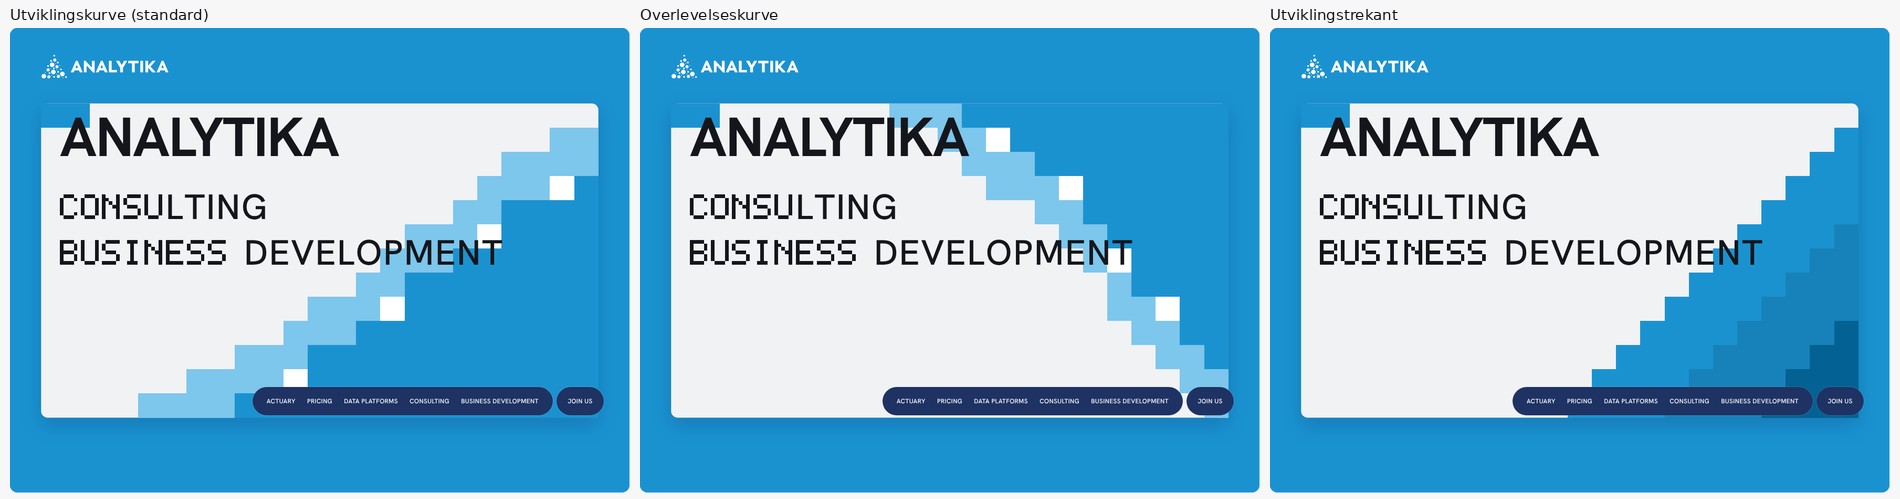 Utviklingskurve (standard)
ANALYTIKA
ANALYTIKA
CONSULTING
BUSINESS DEVELOPMENT
ACTUARY PRICING DATA PLATFORMS CONSULTING BUSINESS DEVELOPMENT JOIN US
Overlevelseskurve
ANALYTIKA
ANALYTIKA
CONSULTING
BUSINESS DEVELOPMENT
ACTUARY PRICING DATA PLATFORMS CONSULTING BUSINESS DEVELOPMENT JOIN US
Utviklingstrekant
ANALYTIKA
ANALYTIKA
CONSULTING
BUSINESS DEVELOPMENT
ACTUARY PRICING DATA PLATFORMS CONSULTING BUSINESS DEVELOPMENT JOIN US